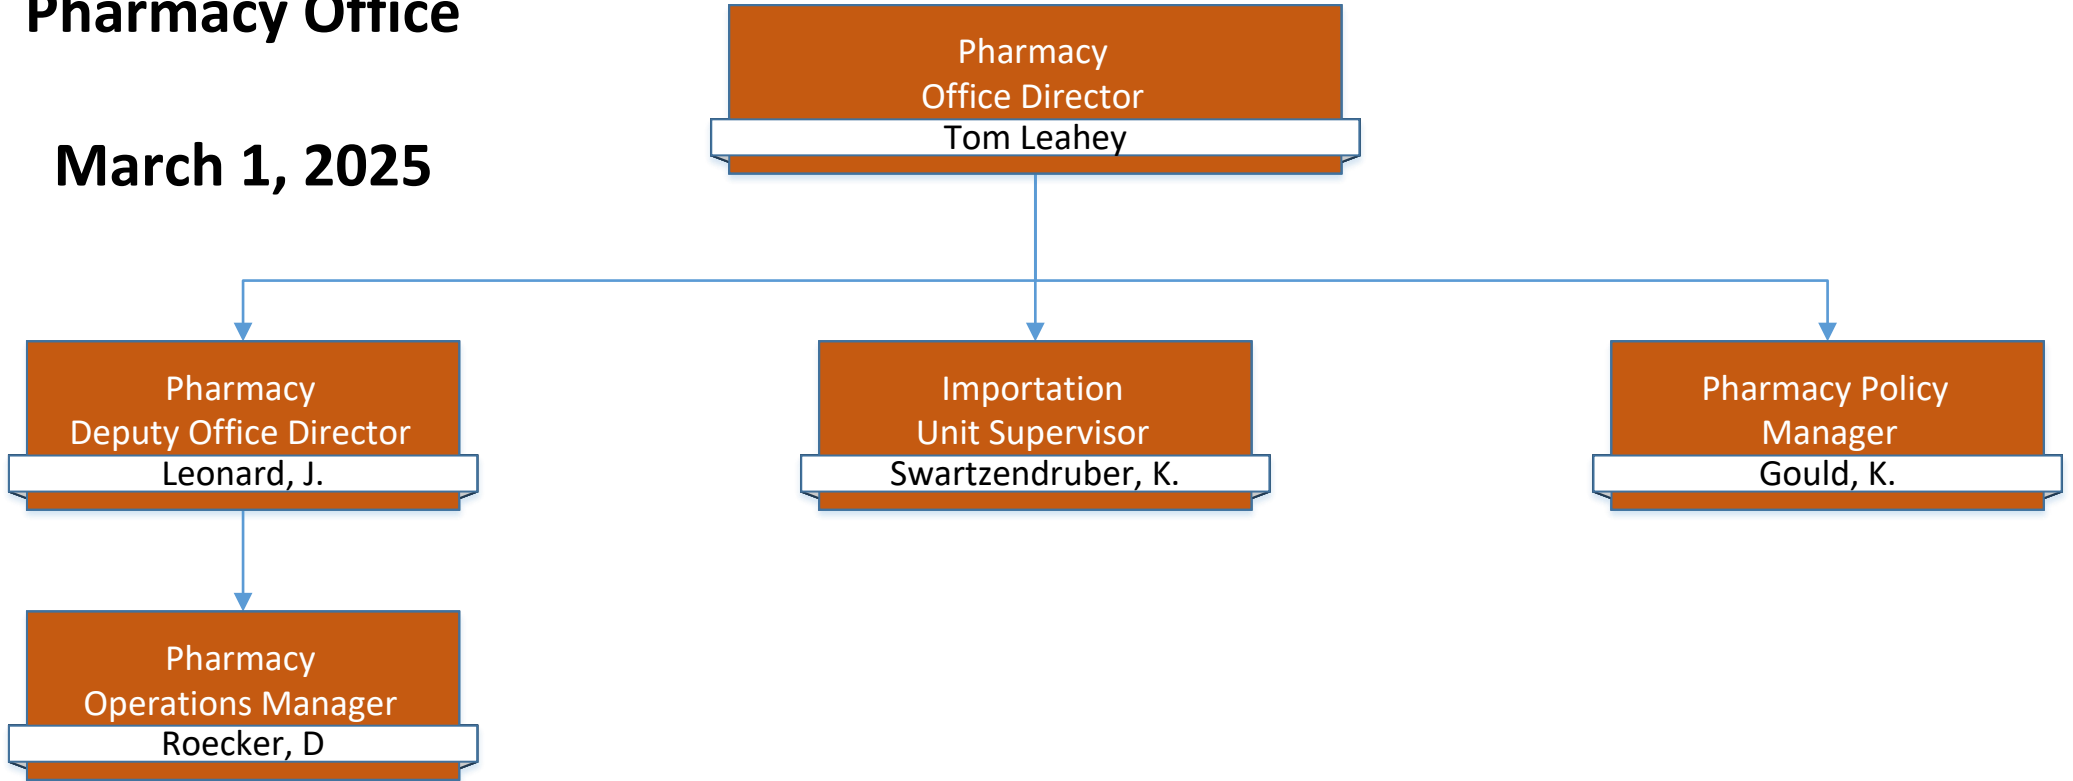 Pharmacy Office
March 1, 2025
Pharmacy
Office Director
Tom Leahey
Pharmacy
Deputy Office Director
Leonard, J.
Importation
Unit Supervisor
Swartzendruber, K.
Pharmacy Policy
Manager
Gould, K.
Pharmacy
Operations Manager
Roecker, D